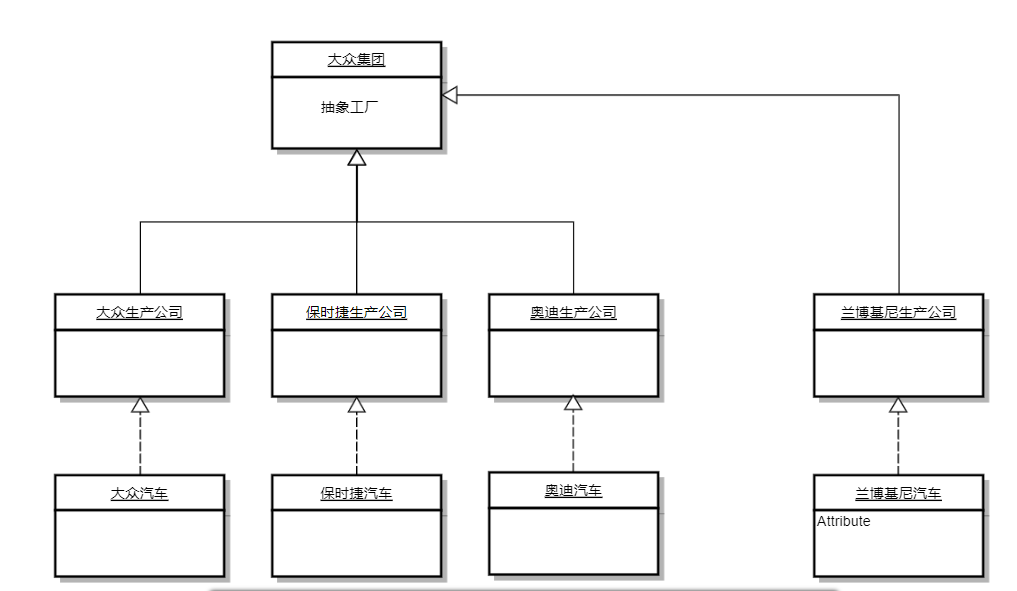 大众集团
抽象工厂
大众生产公司
保时捷生产公司
奥迪生产公司
兰博基尼生产公司
大众汽车
保时捷汽车
奥迪汽车
兰博基尼汽车
Attribute